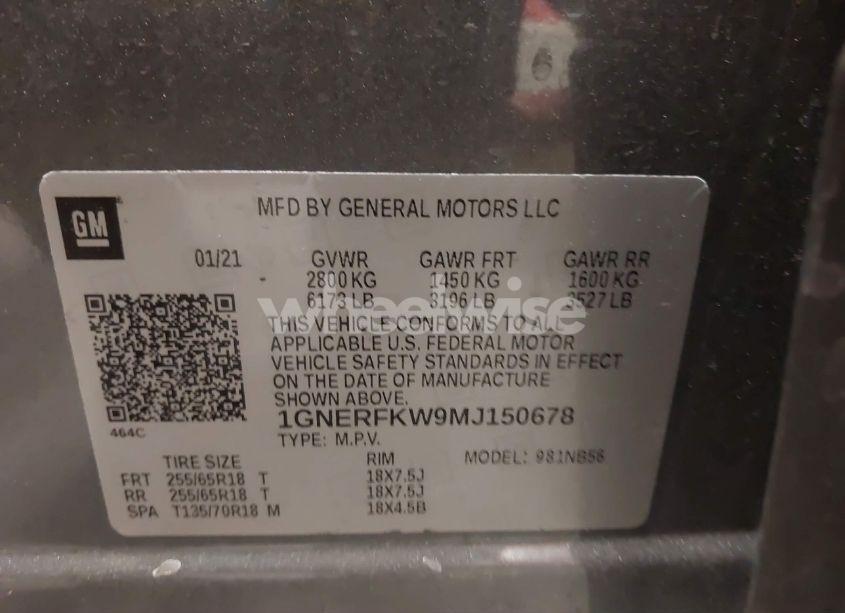 GM
MFD BY GENERAL MOTORS LLC
01/21 GVWR GAWR FRT GAWR RR
- 2800 KG 1450 KG 1600 KG
6173 LB 3196 LB 3527 LB
wheelwise
THIS VEHICLE CONFORMS TO ALL
APPLICABLE U.S. FEDERAL MOTOR
VEHICLE SAFETY STANDARDS IN EFFECT
ON THE DATE OF MANUFACTURE
SHOWN ABOVE.
1GNERFKW9MJ150678
464C
TYPE: M.P.V.
TIRE SIZE RIM MODEL: 981NB56
FRT 255/65R18 T 18X7.5J
RR 255/65R18 T 18X7.5J
SPA T135/70R18 M 18X4.5B